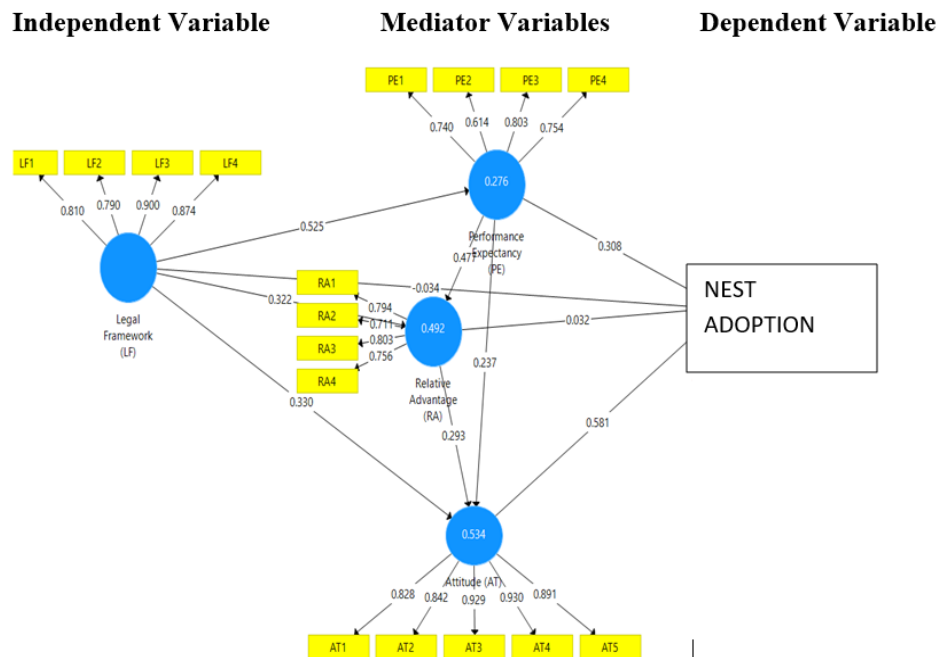 Independent Variable Mediator Variables Dependent Variable
PE1 PE2 PE3 PE4
0.740 0.614 0.803 0.754
LF1 LF2 LF3 LF4
0.810 0.790 0.900 0.874
0.276
Performance
Expectancy
(PE)
0.525
0.308
0.477
Legal
Framework
(LF)
RA1
RA2
RA3
RA4
-0.034
0.322
0.794
0.711
0.803
0.756
0.492
0.032
Relative
Advantage
(RA)
NEST
ADOPTION
0.237
0.330
0.293
0.581
0.534
Attitude (AT)
0.828 0.842 0.929 0.930 0.891
AT1 AT2 AT3 AT4 AT5